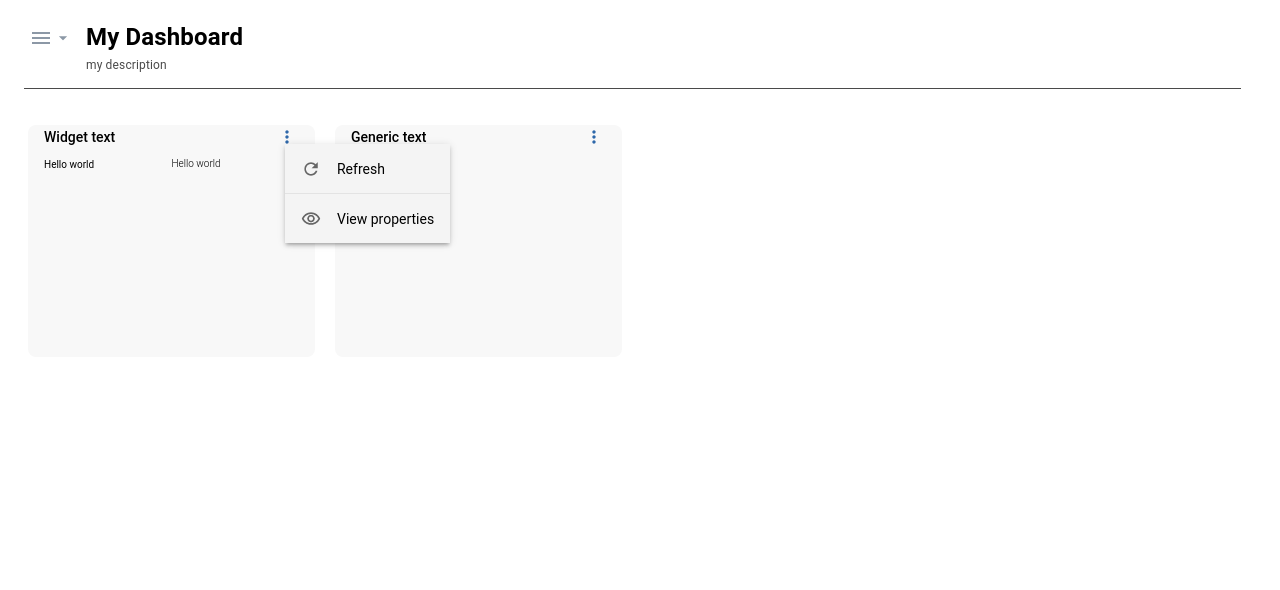 My Dashboard
my description
Widget text
Generic text
Hello world
Hello world
Refresh
View properties